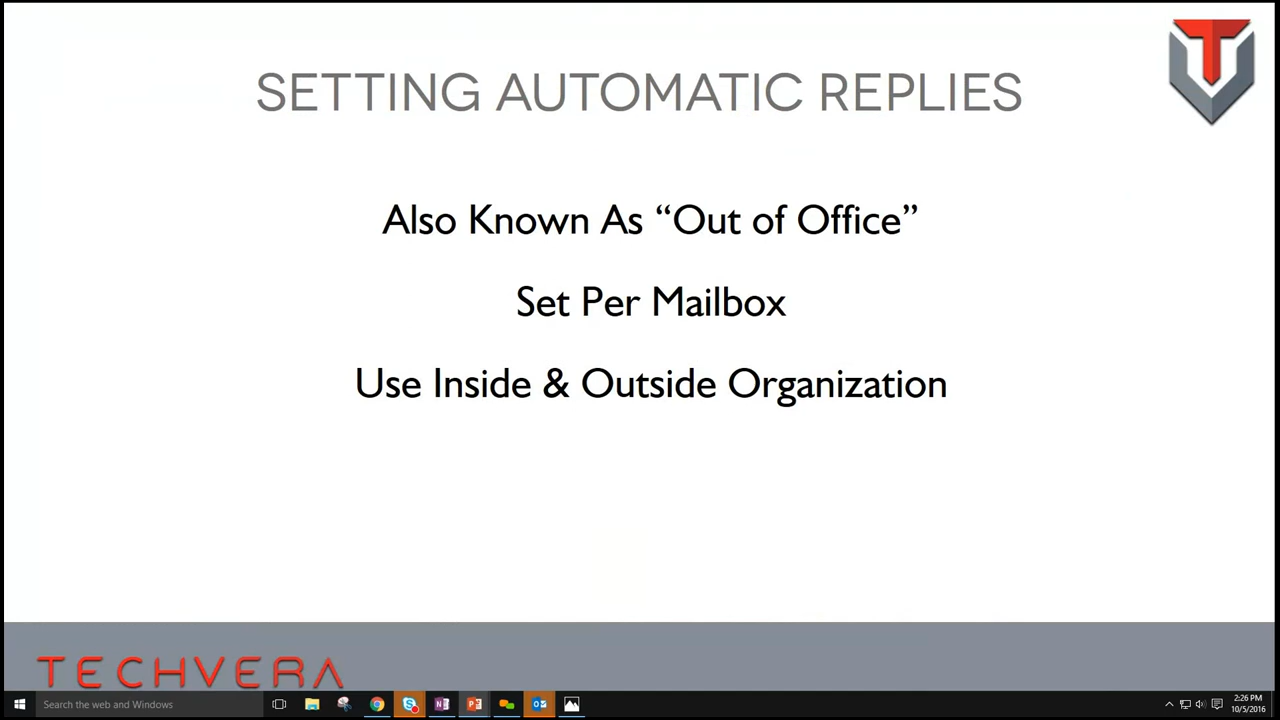 SETTING AUTOMATIC REPLIES
Also Known As “Out of Office”
Set Per Mailbox
Use Inside & Outside Organization
TECHVERA
Search the web and Windows
2:26 PM
10/5/2016